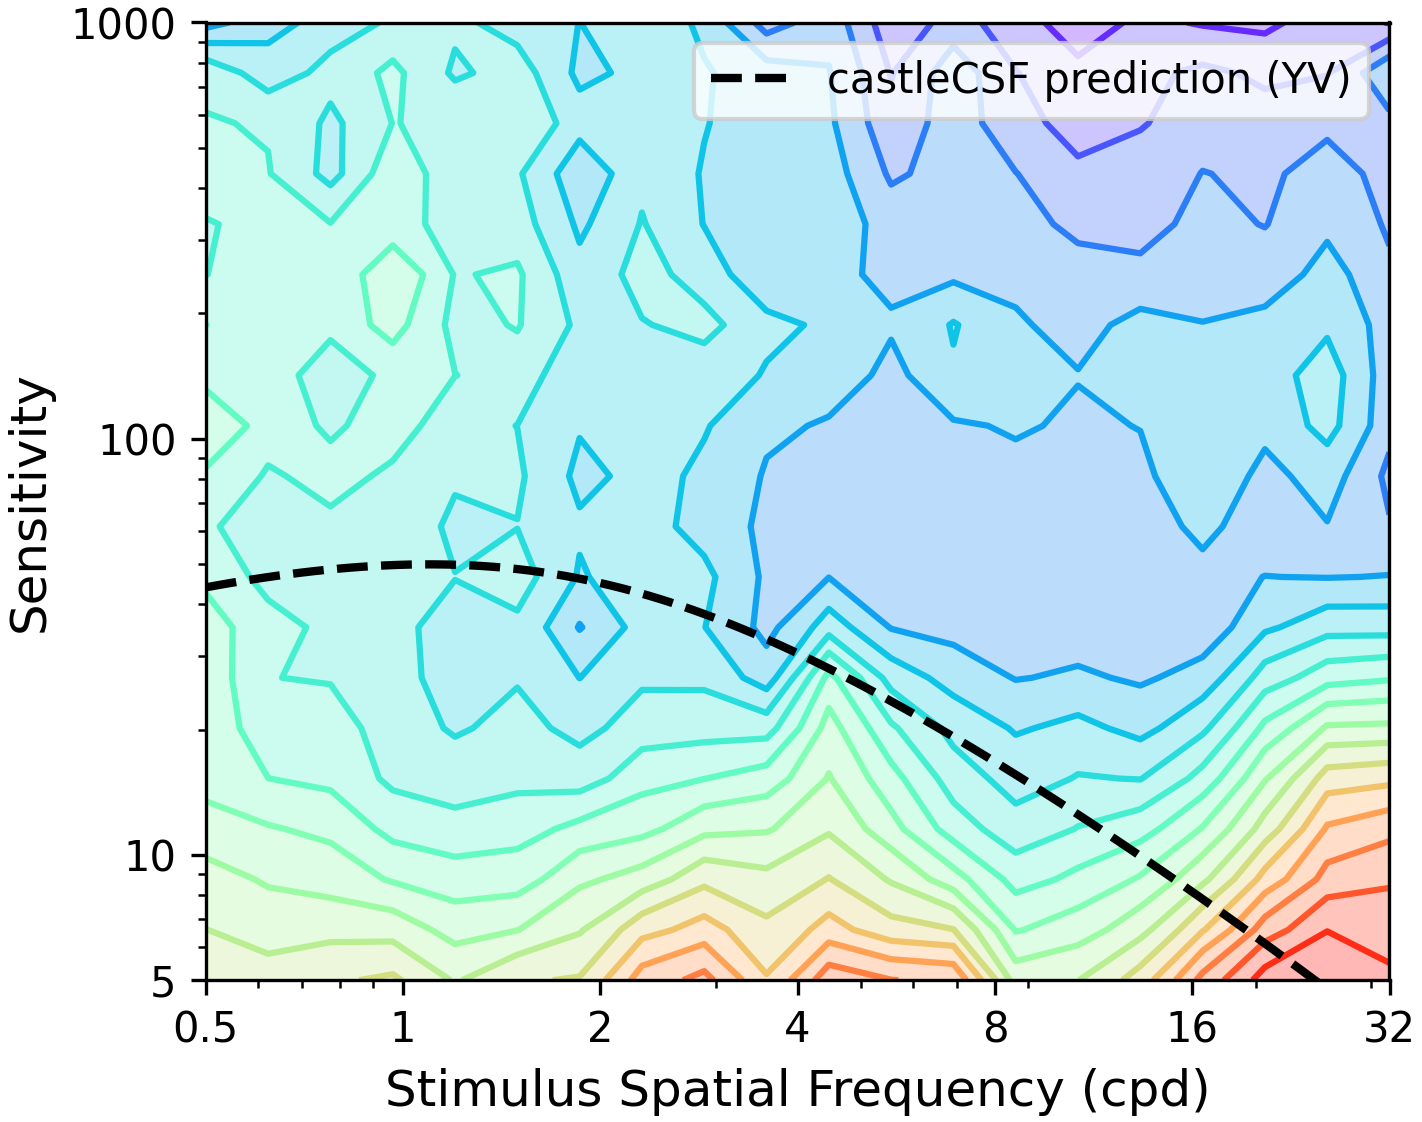 1000
100
10
5
Sensitivity
castleCSF prediction (YV)
0.5 1 2 4 8 16 32
Stimulus Spatial Frequency (cpd)